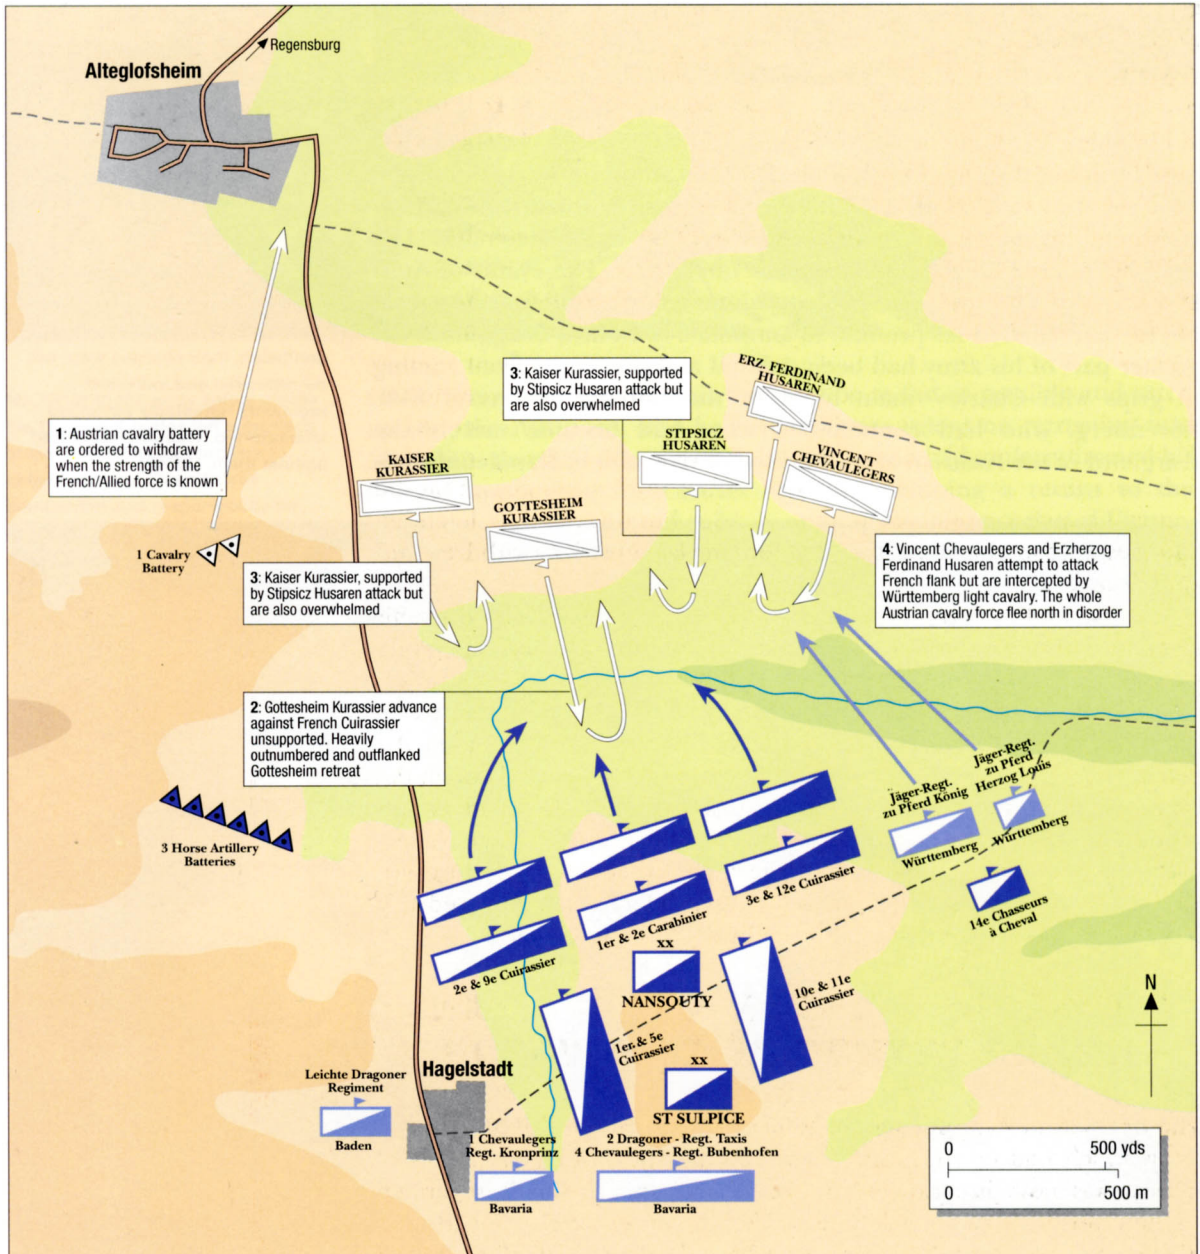 Regensburg
Alteglofsheim
ERZ. FERDINAND
HUSAREN
3: Kaiser Kurassier, supported
by Stipsicz Husaren attack but
are also overwhelmed
1: Austrian cavalry battery
are ordered to withdraw
when the strength of the
French/Allied force is known
KAISER
KURASSIER
STIPSICZ
HUSAREN
VINCENT
CHEVAULEGERS
GOTTESHEIM
KURASSIER
1 Cavalry
Battery
3: Kaiser Kurassier, supported
by Stipsicz Husaren attack but
are also overwhelmed
4: Vincent Chevaulegers and Erzherzog
Ferdinand Husaren attempt to attack
French flank but are intercepted by
Württemberg light cavalry. The whole
Austrian cavalry force flee north in disorder
2: Gottesheim Kurassier advance
against French Cuirassier
unsupported. Heavily
outnumbered and outflanked
Gottesheim retreat
Jäger-Regt.
zu Pferd König
Württemberg
Jäger-Regt.
zu Pferd
Herzog Louis
Württemberg
3 Horse Artillery
Batteries
3e & 12e Cuirassier
1er & 2e Carabinier
2e & 9e Cuirassier
14e Chasseurs
à Cheval
xx
NANSOUTY
10e & 11e
Cuirassier
1er. & 5e
Cuirassier
N
xx
ST SULPICE
Hagelstadt
Leichte Dragoner
Regiment
Baden
1 Chevaulegers
Regt. Kronprinz
Bavaria
2 Dragoner - Regt. Taxis
4 Chevaulegers - Regt. Bubenhofen
Bavaria
0 500 yds
0 500 m